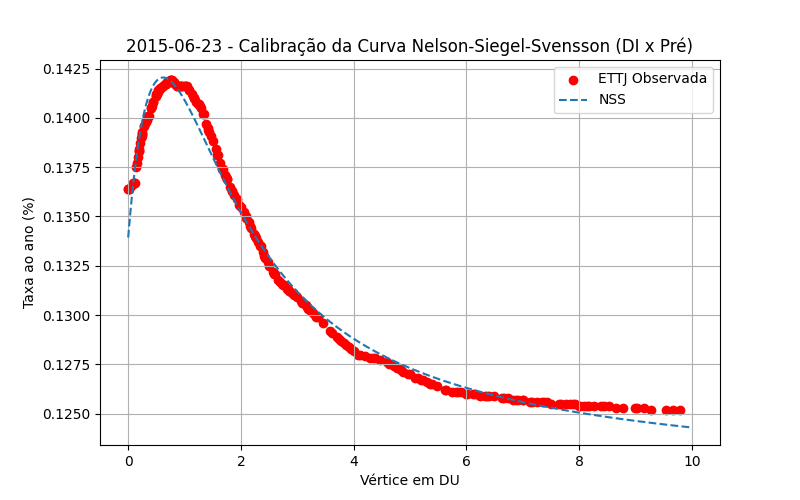 2015-06-23 - Calibração da Curva Nelson-Siegel-Svensson (DI x Pré)
ETTJ Observada
NSS
Taxa ao ano (%)
0.1425
0.1400
0.1375
0.1350
0.1325
0.1300
0.1275
0.1250
0 2 4 6 8 10
Vértice em DU